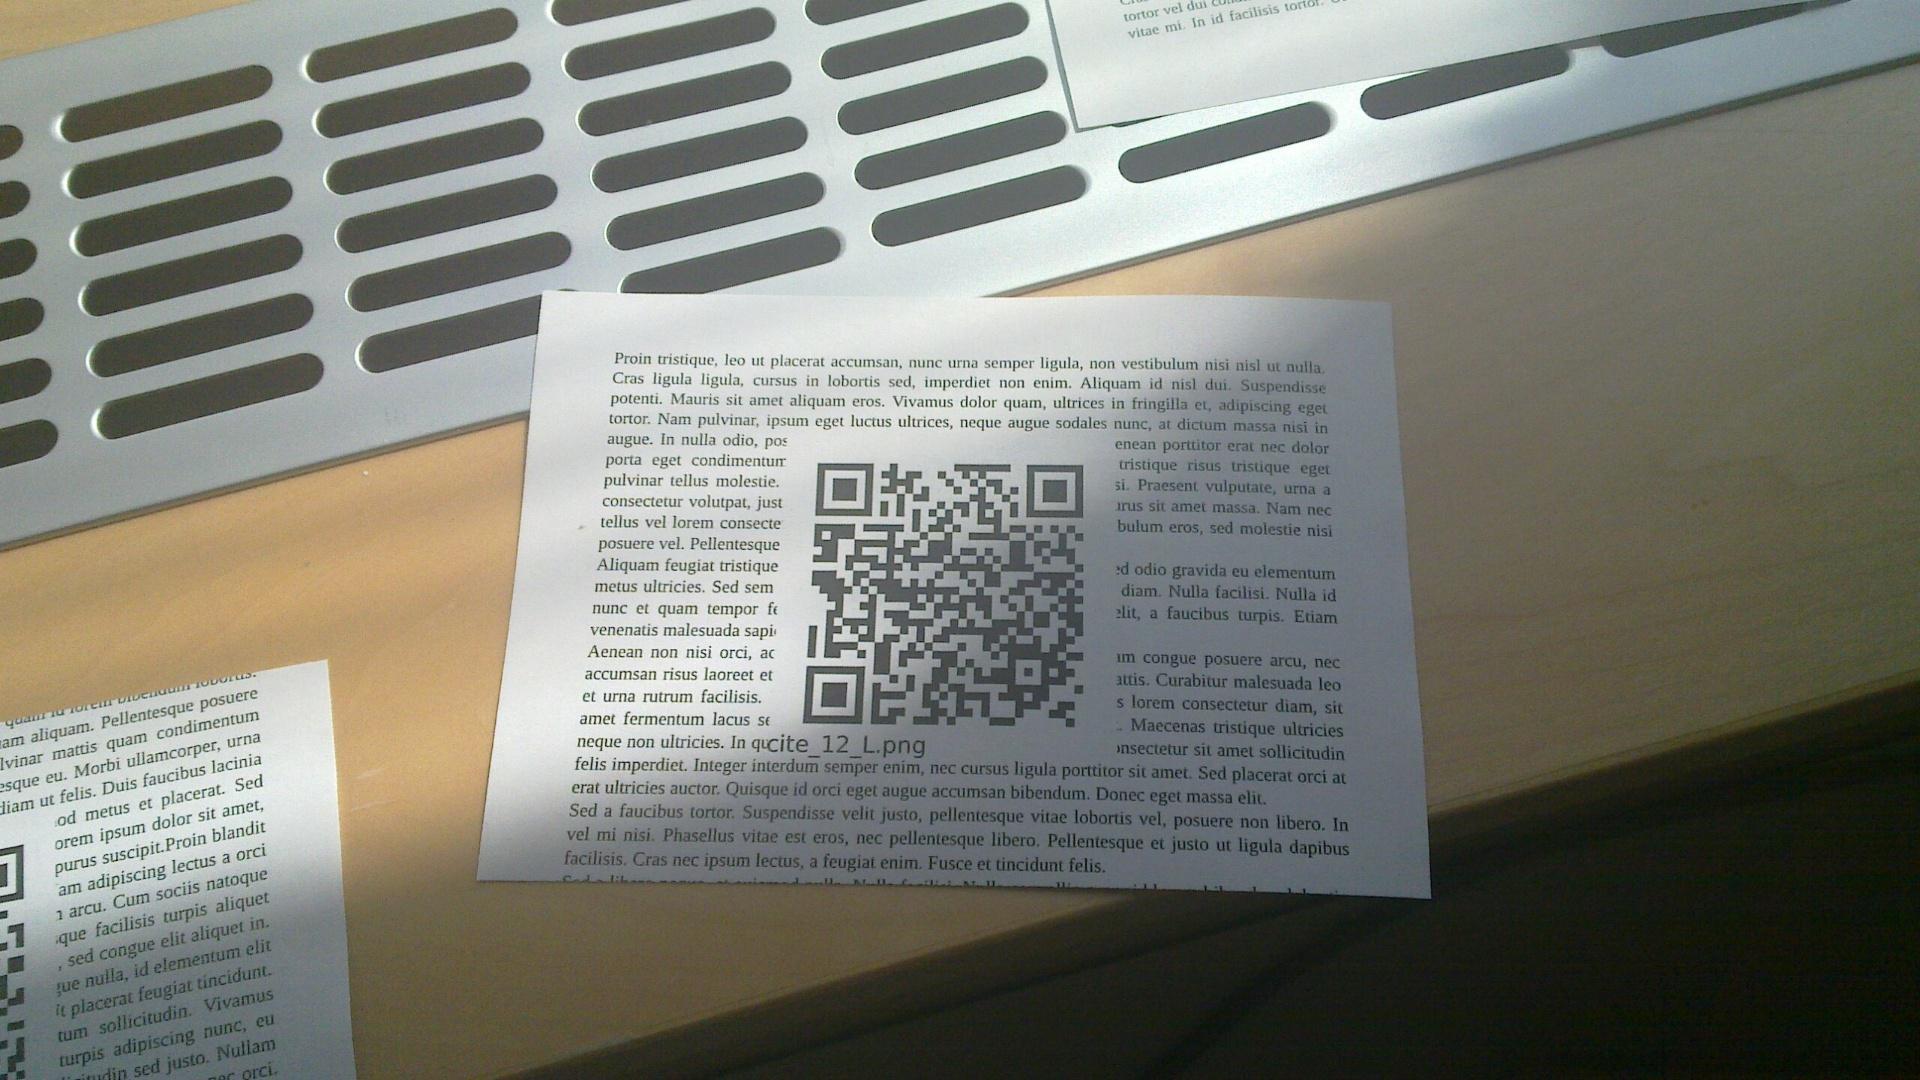 tortor vel dui
vitae mi. In id facilisis tortor.
Proin tristique, leo ut placerat accumsan, nunc urna semper ligula, non vestibulum nisi nisl ut nulla.
Cras ligula ligula, cursus in lobortis sed, imperdiet non enim. Aliquam id nisl dui. Suspendisse
potenti. Mauris sit amet aliquam eros. Vivamus dolor quam, ultrices in fringilla et, adipiscing eget
tortor. Nam pulvinar, ipsum eget luctus ultrices, neque augue sodales nunc, at dictum massa nisi in
augue. In nulla odio, porttitor erat nec dolor
porta eget tristique risus tristique eget
pulvinar tellus molestie. Praesent vulputate, urna a
consectetur volutpat, sit amet massa. Nam nec
tellus vel lorem eros, sed molestie nisi
posuere vel. Pellentesque
Aliquam feugiat tristique odio gravida eu elementum
metus ultricies. Sed sem diam. Nulla facilisi. Nulla id
nunc et quam tempor a faucibus turpis. Etiam
venenatis malesuada
Aenean non nisi orci, ac congue posuere arcu, nec
accumsan risus laoreet et Curabitur malesuada leo
et urna rutrum facilisis. lorem consectetur diam, sit
amet fermentum lacus Maecenas tristique ultricies
neque non ultricies. In cite_12_L.png sit amet sollicitudin
felis imperdiet. Integer interdum semper enim, nec cursus ligula porttitor sit amet. Sed placerat orci at
erat ultricies auctor. Quisque id orci eget augue accumsan bibendum. Donec eget massa elit.
Sed a faucibus tortor. Suspendisse velit justo, pellentesque vitae lobortis vel, posuere non libero. In
vel mi nisi. Phasellus vitae est eros, nec pellentesque libero. Pellentesque et justo ut ligula dapibus
facilisis. Cras nec ipsum lectus, a feugiat enim. Fusce et tincidunt felis.
aliquam. Pellentesque posuere
mattis quam condimentum
eu. Morbi ullamcorper, urna
ut felis. Duis faucibus lacinia
metus et placerat. Sed
ipsum dolor sit amet,
purus suscipit.Proin blandit
adipiscing lectus a orci
arcu. Cum sociis natoque
facilisis turpis aliquet
, sed congue elit aliquet in.
nulla, id elementum elit
placerat feugiat tincidunt.
sollicitudin. Vivamus
turpis adipiscing nunc, eu
sed justo. Nullam
orci.